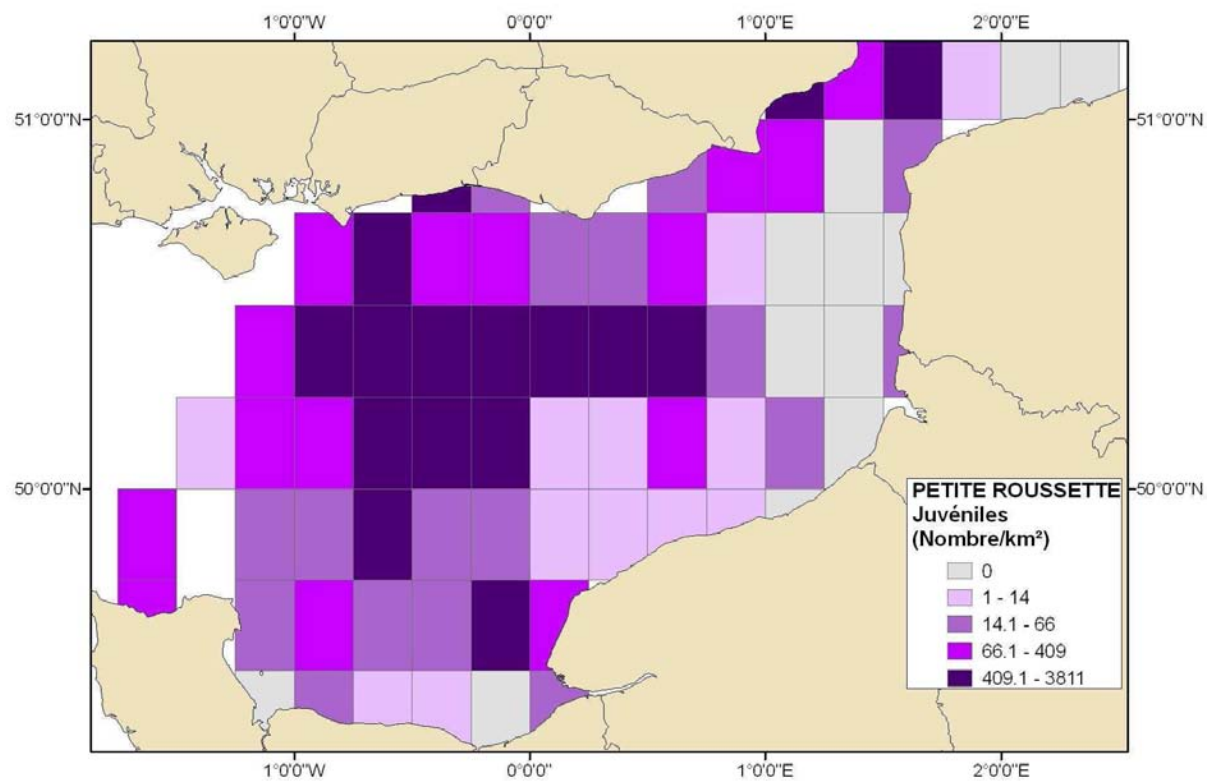 1°0'0"W 0°0'0" 1°0'0"E 2°0'0"E
51°0'0"N 51°0'0"N
50°0'0"N 50°0'0"N
PETITE ROUSSETTE
Juvéniles
(Nombre/km²)
0
1 - 14
14.1 - 66
66.1 - 409
409.1 - 3811
1°0'0"W 0°0'0" 1°0'0"E 2°0'0"E